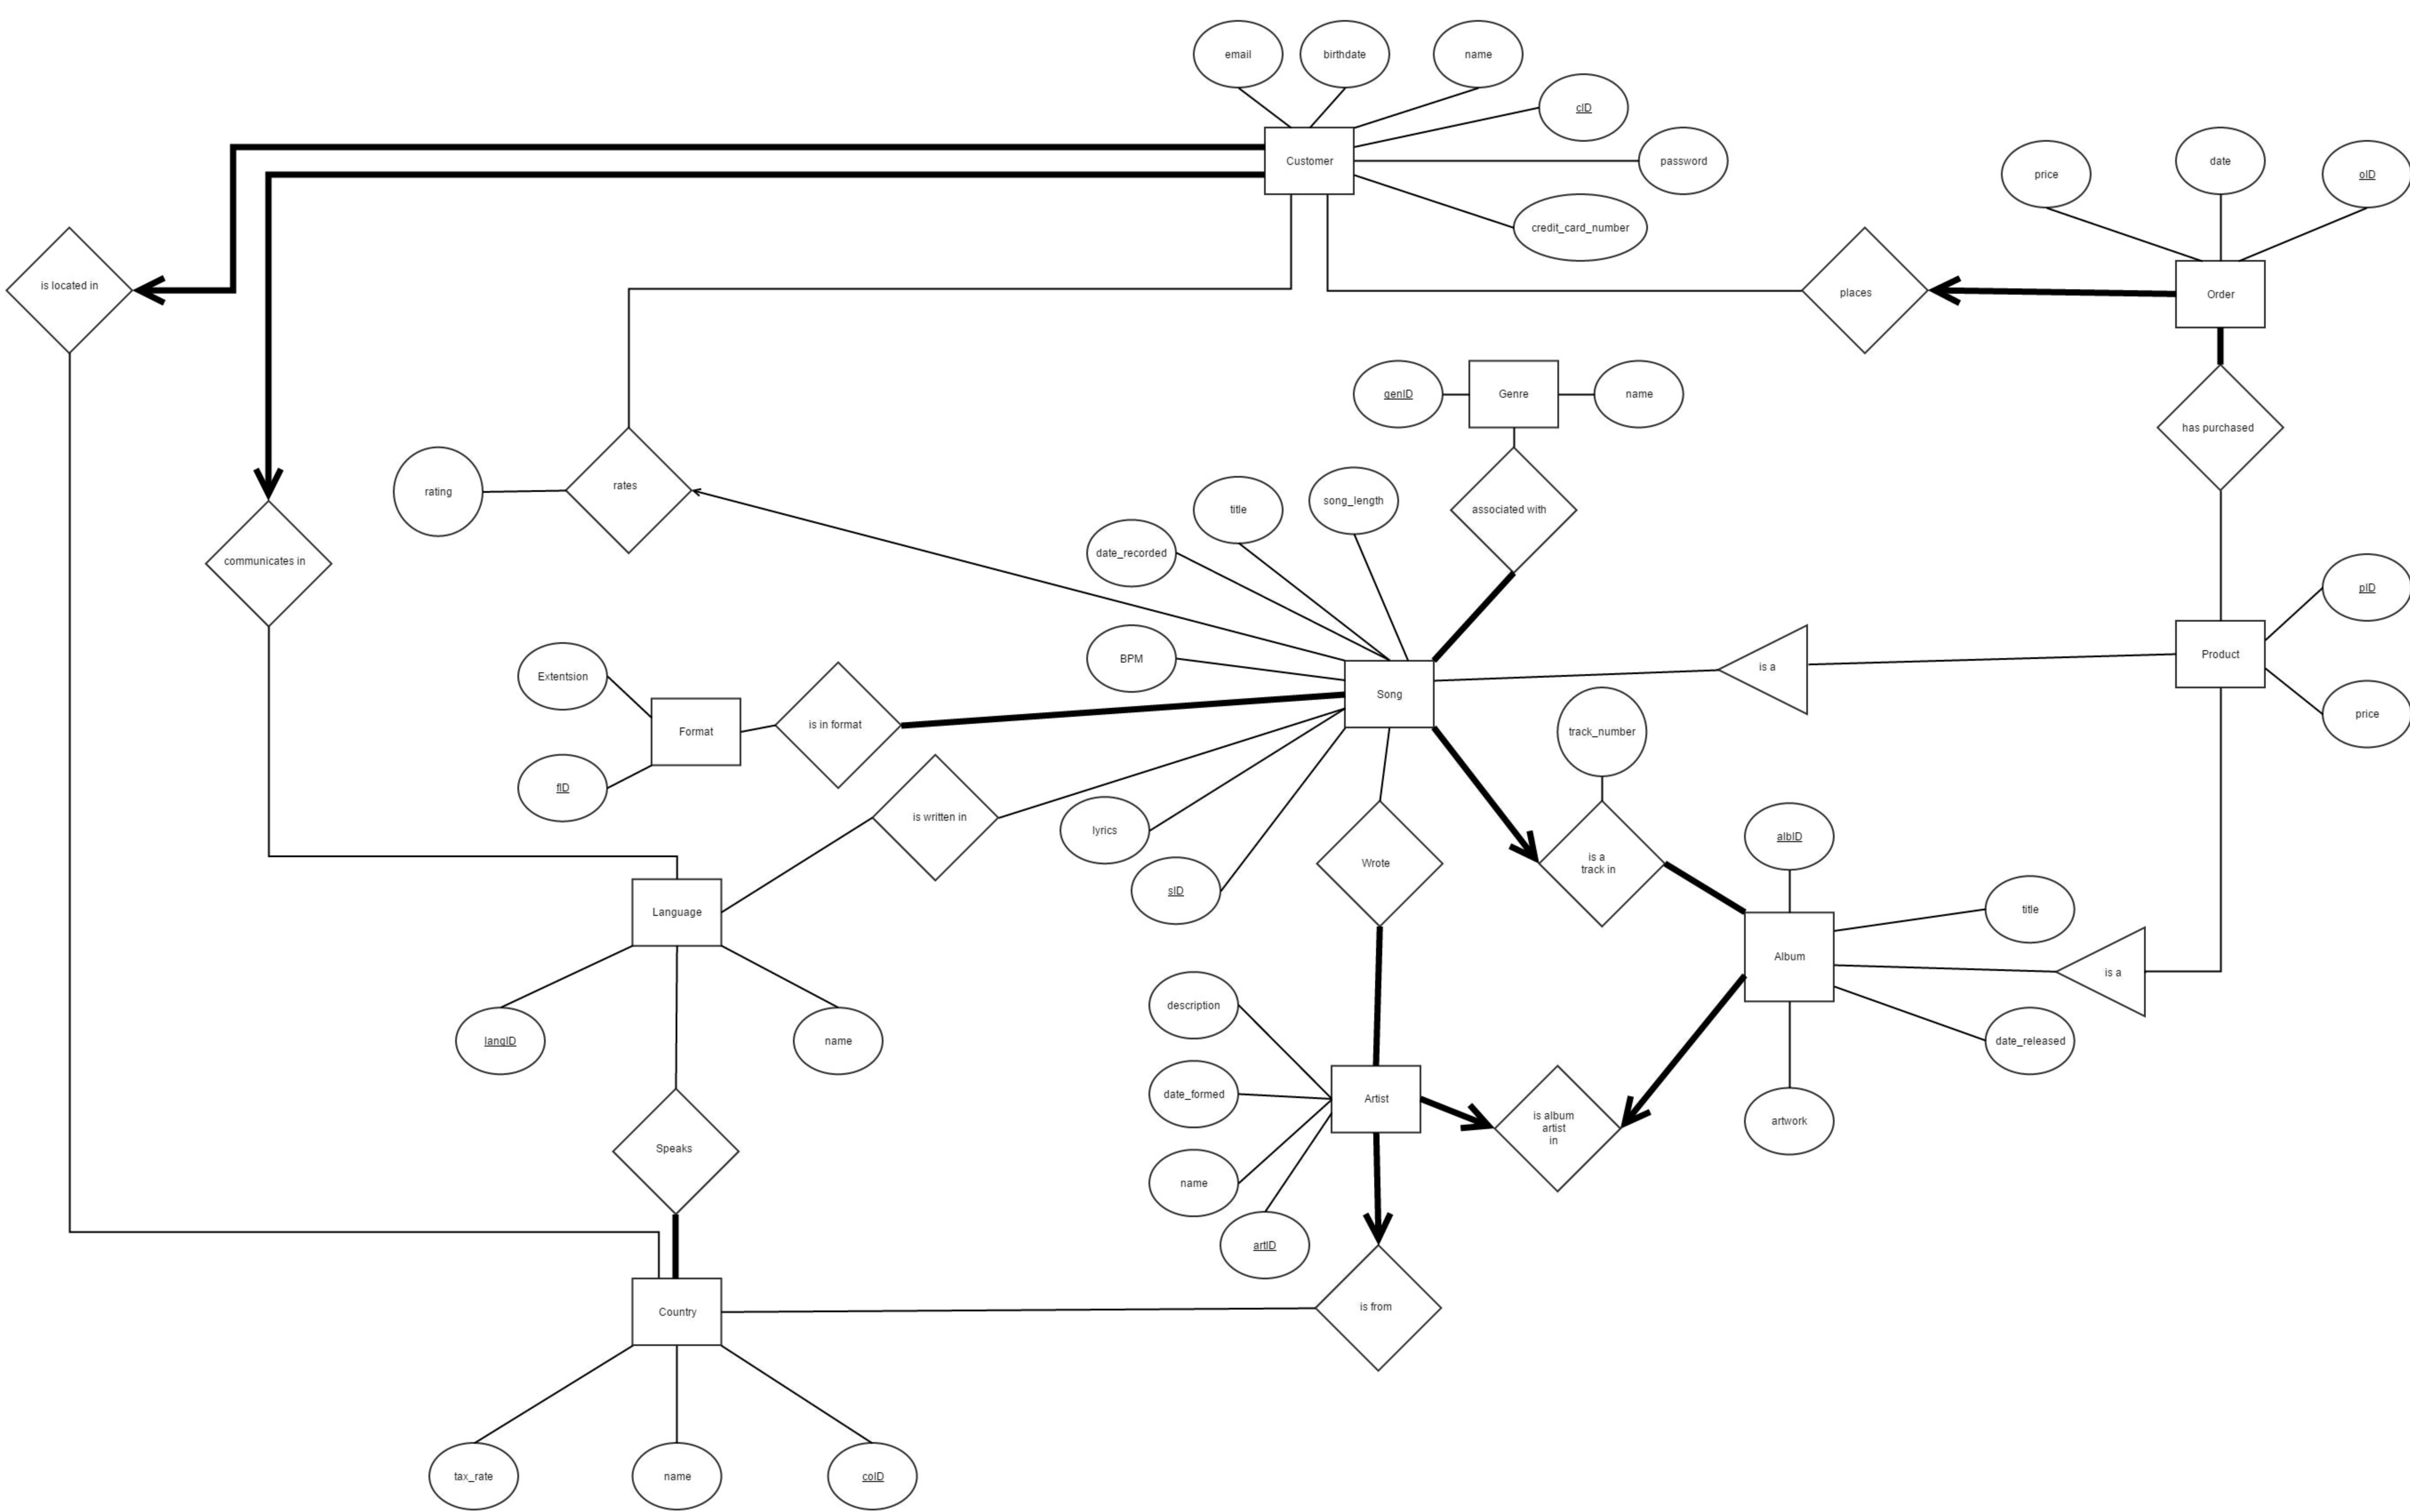 email
birthdate
name
cID
Customer
password
credit_card_number
price
date
oID
is located in
places
Order
genID
Genre
name
has purchased
rating
rates
title
song_length
associated with
date_recorded
communicates in
pID
BPM
is a
Product
Extentsion
Song
price
Format
is in format
track_number
fID
is written in
lyrics
albID
Wrote
is a
track in
sID
Language
title
Album
is a
description
langID
name
date_released
date_formed
Artist
is album
artist
in
artwork
Speaks
name
artID
Country
is from
tax_rate
name
coID